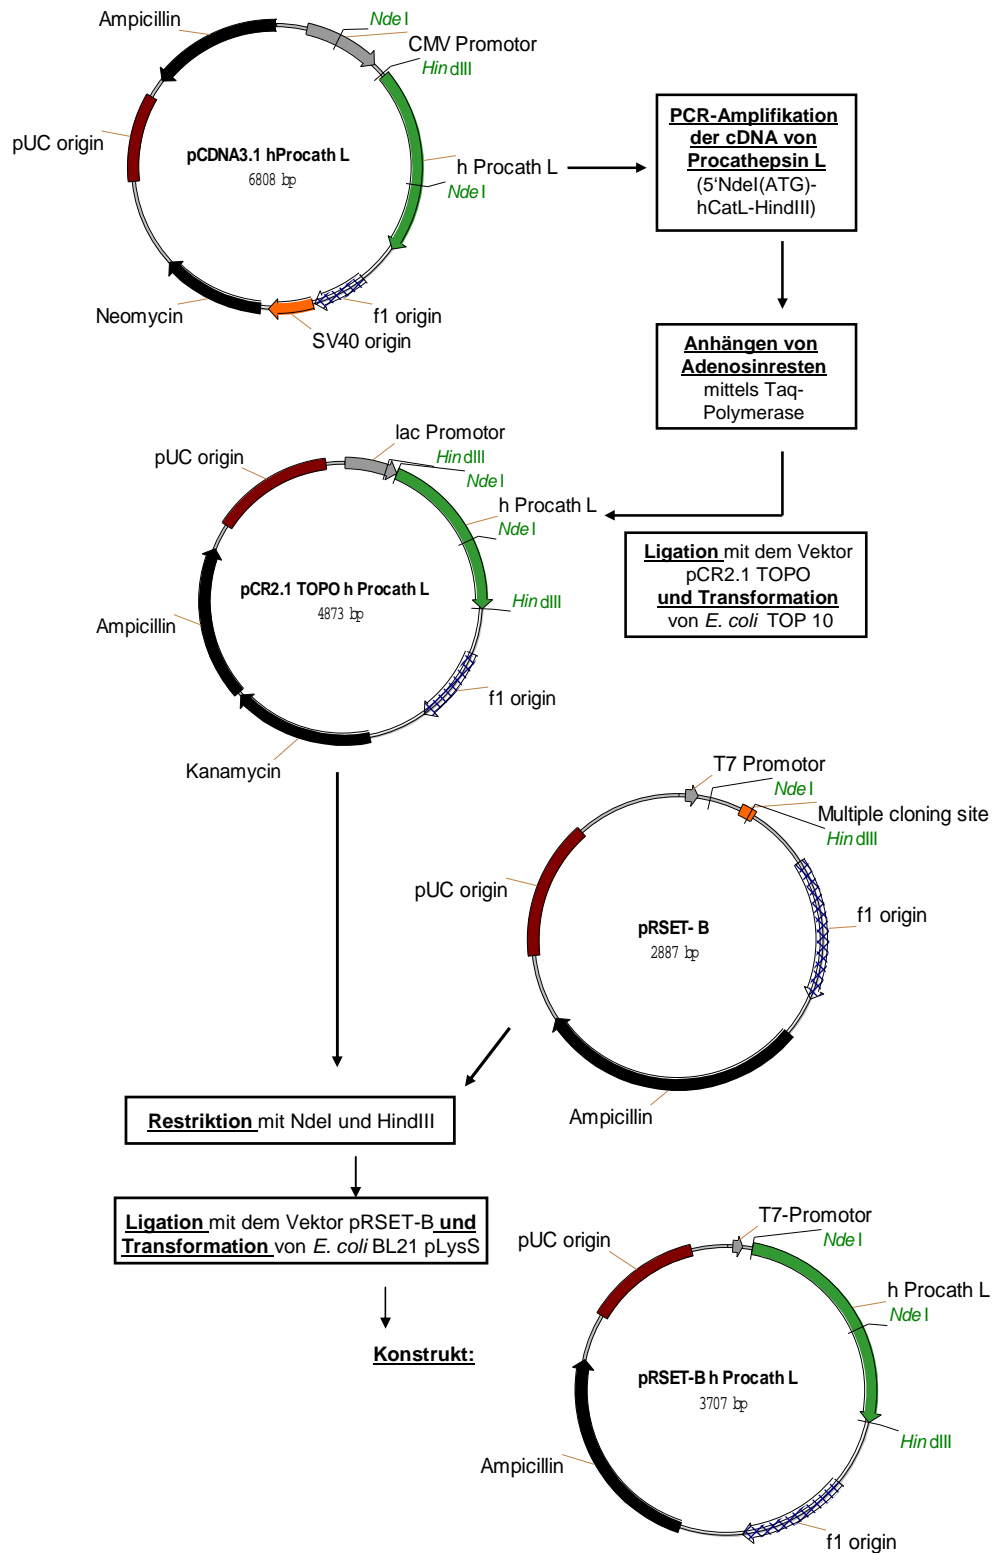 Ampicillin
NdeI
CMV Promotor
HindIII
pUC origin
pCDNA3.1 hProcath L
6808 bp
h Procath L
NdeI
Neomycin
f1 origin
SV40 origin
PCR-Amplifikation
der cDNA von
Procathepsin L
(5‘NdeI(ATG)-
hCatL-HindIII)
Anhängen von
Adenosinresten
mittels Taq-
Polymerase
lac Promotor
HindIII
pUC origin
NdeI
h Procath L
NdeI
pCR2.1 TOPO h Procath L
4873 bp
HindIII
Ampicillin
f1 origin
Kanamycin
Ligation mit dem Vektor
pCR2.1 TOPO
und Transformation
von E. coli TOP 10
T7 Promotor
NdeI
Multiple cloning site
HindIII
pUC origin
f1 origin
pRSET- B
2887 bp
Ampicillin
Restriktion mit NdeI und HindIII
Ligation mit dem Vektor pRSET-B und
Transformation von E. coli BL21 pLysS
Konstrukt:
T7-Promotor
NdeI
pUC origin
h Procath L
NdeI
pRSET-B h Procath L
3707 bp
HindIII
Ampicillin
f1 origin